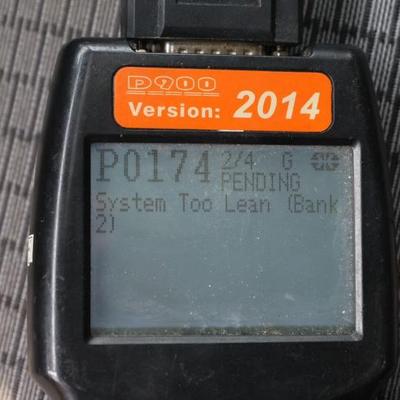 D900
Version: 2014
P0174 2/4 G
PENDING
System Too Lean (Bank
2)